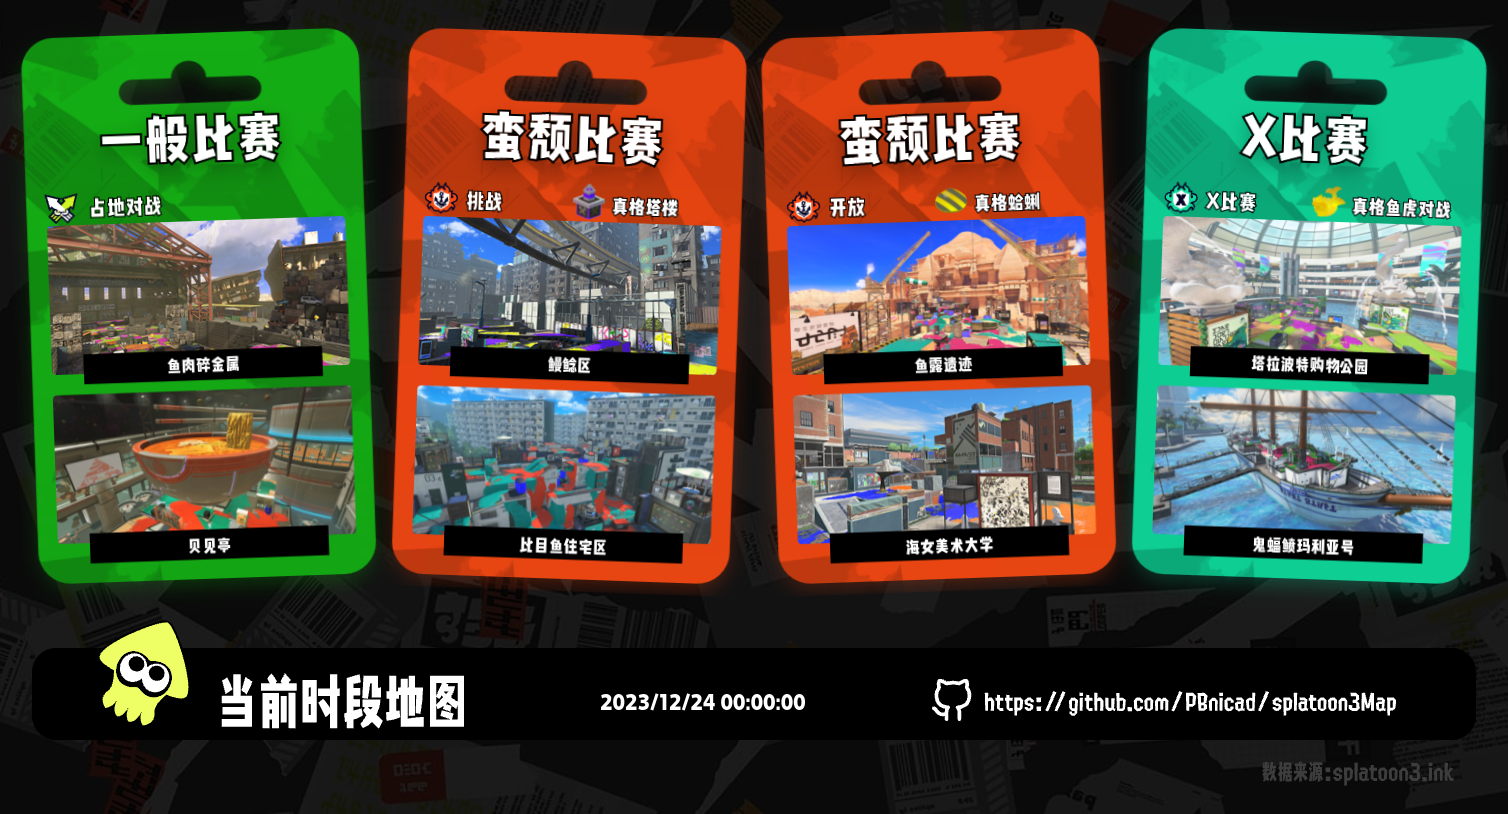 一般比赛
占地对战
鱼肉碎金属
贝见亭
蛮颓比赛
挑战
真格塔楼
鳗鲶区
比目鱼住宅区
蛮颓比赛
开放
真格蛤蜊
鱼露遗迹
海女美术大学
X比赛
X比赛
真格鱼虎对战
塔拉波特购物公园
鬼蝠鲼玛利亚号
当前时段地图
2023/12/24 00:00:00
https://github.com/PBnicad/splatoon3Map
数据来源:splatoon3.ink